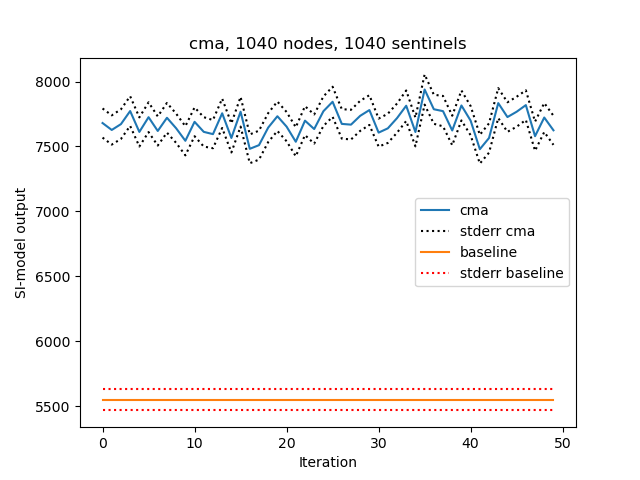 cma, 1040 nodes, 1040 sentinels
SI-model output
8000
7500
7000
6500
6000
5500
cma
stderr cma
baseline
stderr baseline
0
10
20
30
40
50
Iteration